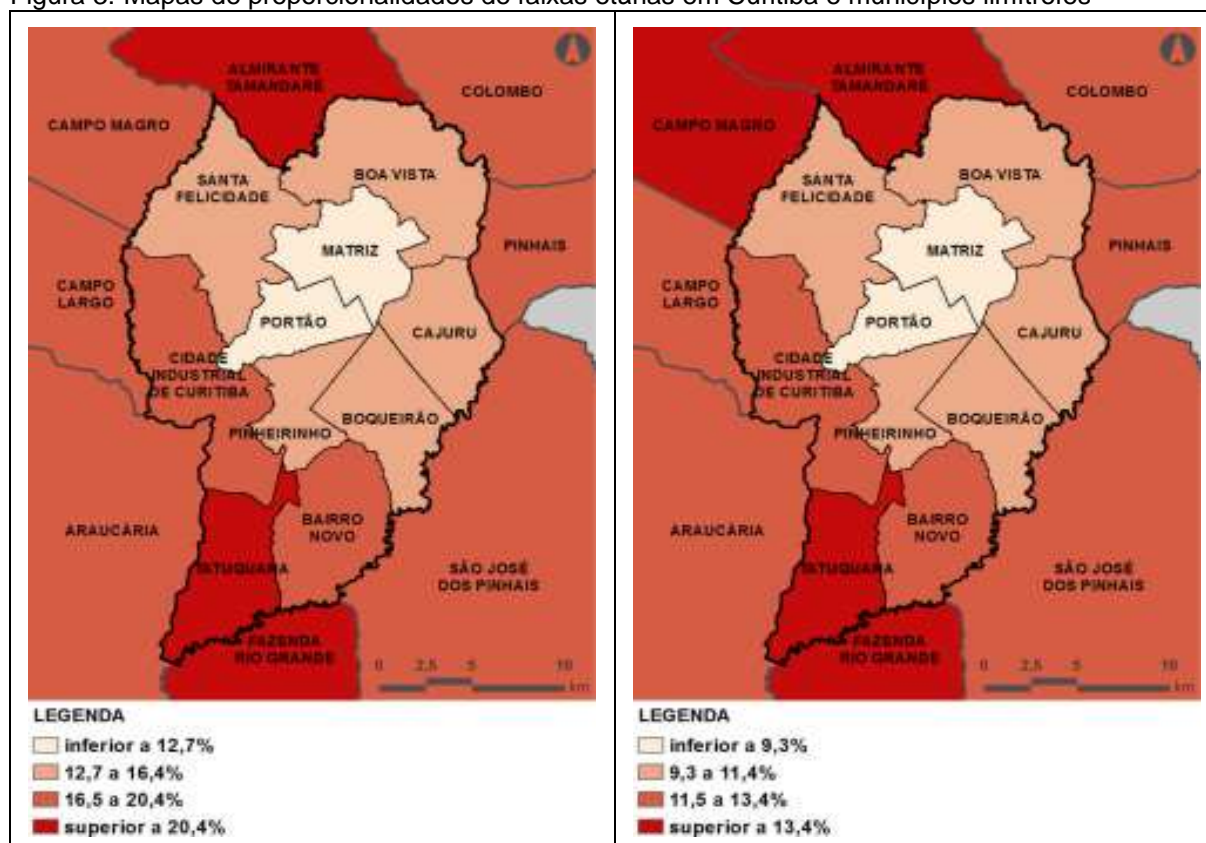 Figura 3: Mapas de proporcionalidades de faixas etárias em Curitiba e municípios limítrofes
ALMIRANTE
TAMANDARÉ
COLOMBO
CAMPO MAGRO
SANTA
FELICIDADE
BOA VISTA
MATRIZ
PINHAIS
CAMPO
LARGO
PORTÃO
CAJURU
CIDADE
INDUSTRIAL
DE CURITIBA
BOQUEIRÃO
PINHEIRINHO
ARAUCÁRIA
BAIRRO
NOVO
TATUQUARA
SÃO JOSÉ
DOS PINHAIS
FAZENDA
RIO GRANDE
0 2,5 5 10
km
LEGENDA
inferior a 12,7%
12,7 a 16,4%
16,5 a 20,4%
superior a 20,4%
ALMIRANTE
TAMANDARÉ
COLOMBO
CAMPO MAGRO
SANTA
FELICIDADE
BOA VISTA
MATRIZ
PINHAIS
CAMPO
LARGO
PORTÃO
CAJURU
CIDADE
INDUSTRIAL
DE CURITIBA
BOQUEIRÃO
PINHEIRINHO
ARAUCÁRIA
BAIRRO
NOVO
TATUQUARA
SÃO JOSÉ
DOS PINHAIS
FAZENDA
RIO GRANDE
0 2,5 5 10
km
LEGENDA
inferior a 9,3%
9,3 a 11,4%
11,5 a 13,4%
superior a 13,4%